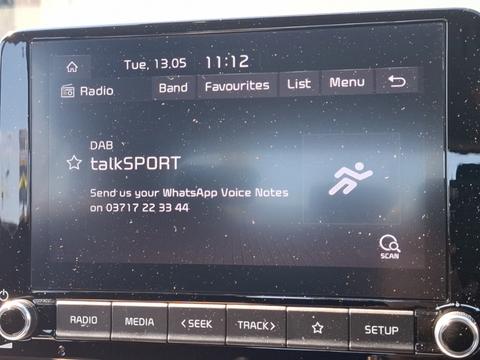 Tue, 13.05 11:12
Radio Band Favourites List Menu
DAB
talkSPORT
Send us your WhatsApp Voice Notes
on 03717 22 33 44
SCAN
RADIO MEDIA <SEEK TRACK> SETUP